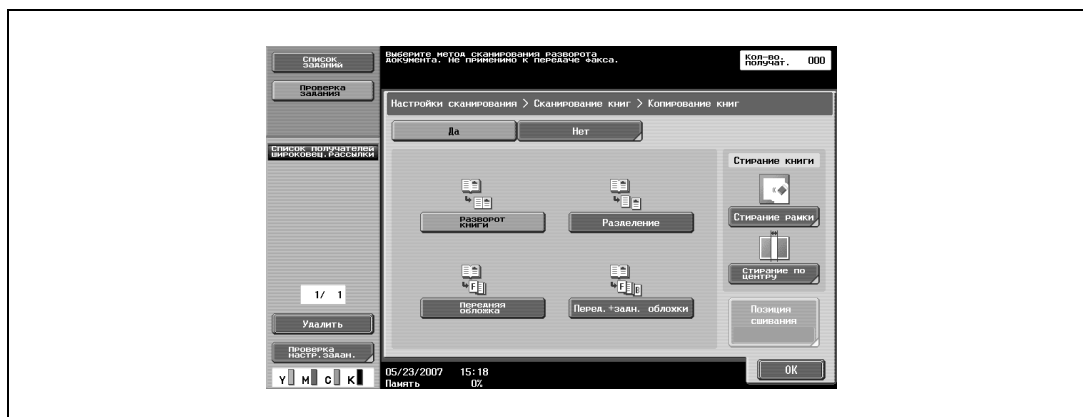 Список
заданий
Проверка
задания
Список получателей
широковещ.рассылки
1/ 1
Удалить
Проверка
настр.задан.
Y M C K
Выберите метод сканирования разворота
документа. Не применимо к передаче факса.
Кол-во.
получат. 000
Настройки сканирования > Сканирование книг > Копирование книг
Да Нет
Разворот
книги
Разделение
Передняя
обложка
Перед.+задн. обложки
Стирание книги
Стирание рамки
Стирание по
центру
Позиция
сшивания
05/23/2007 15:18
Память 0%
OK